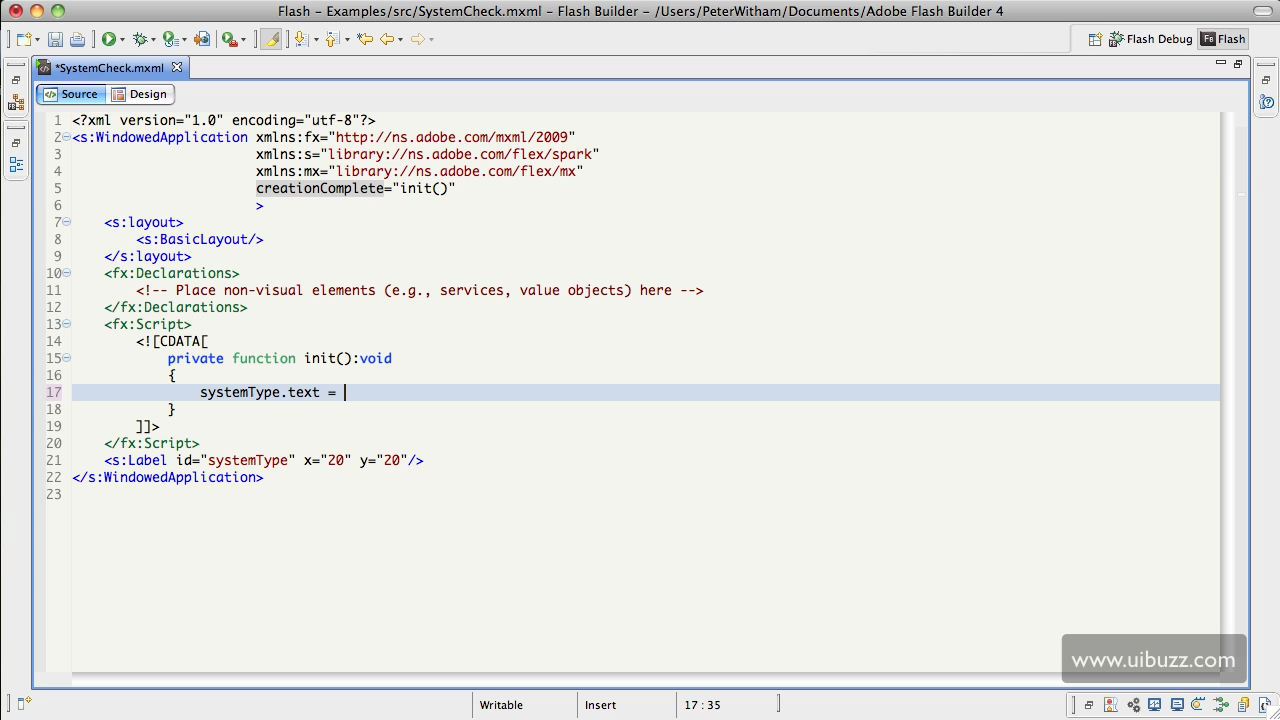 Flash – Examples/src/SystemCheck.mxml – Flash Builder – /Users/PeterWitham/Documents/Adobe Flash Builder 4
Flash Debug
Fb Flash
*SystemCheck.mxml
Source
Design
1 <?xml version="1.0" encoding="utf-8"?>
2 <s:WindowedApplication xmlns:fx="http://ns.adobe.com/mxml/2009"
3 xmlns:s="library://ns.adobe.com/flex/spark"
4 xmlns:mx="library://ns.adobe.com/flex/mx"
5 creationComplete="init()"
6 >
7 <s:layout>
8 <s:BasicLayout/>
9 </s:layout>
10 <fx:Declarations>
11 <!-- Place non-visual elements (e.g., services, value objects) here -->
12 </fx:Declarations>
13 <fx:Script>
14 <![CDATA[
15 private function init():void
16 {
17 systemType.text =
18 }
19 ]]>
20 </fx:Script>
21 <s:Label id="systemType" x="20" y="20"/>
22 </s:WindowedApplication>
23
www.uibuzz.com
Writable
Insert
17 : 35